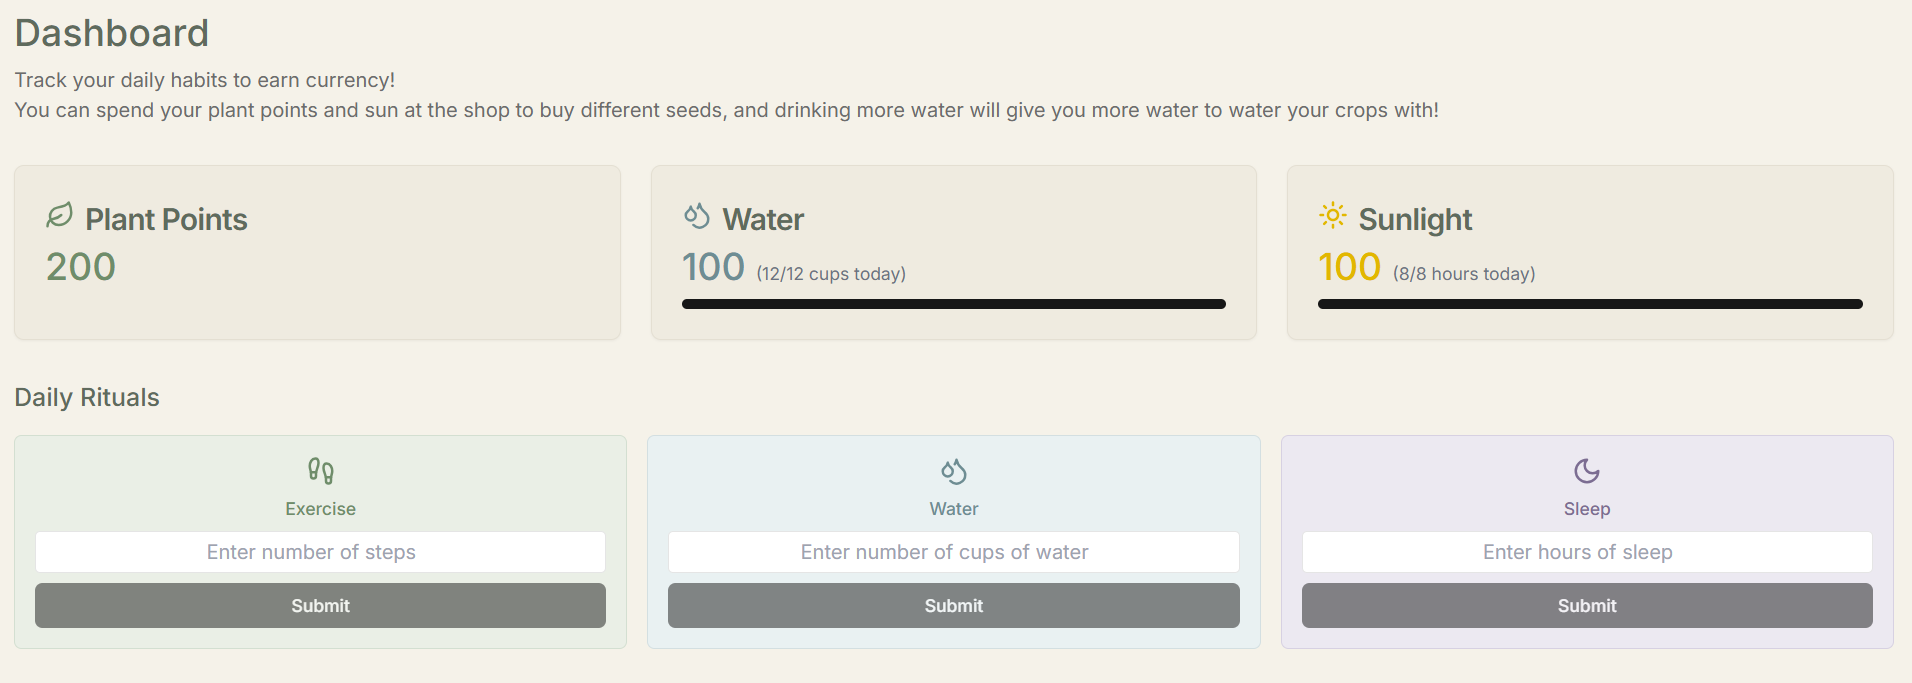 Dashboard
Track your daily habits to earn currency!
You can spend your plant points and sun at the shop to buy different seeds, and drinking more water will give you more water to water your crops with!
Plant Points
200
Water
100 (12/12 cups today)
Sunlight
100 (8/8 hours today)
Daily Rituals
Exercise
Enter number of steps
Submit
Water
Enter number of cups of water
Submit
Sleep
Enter hours of sleep
Submit